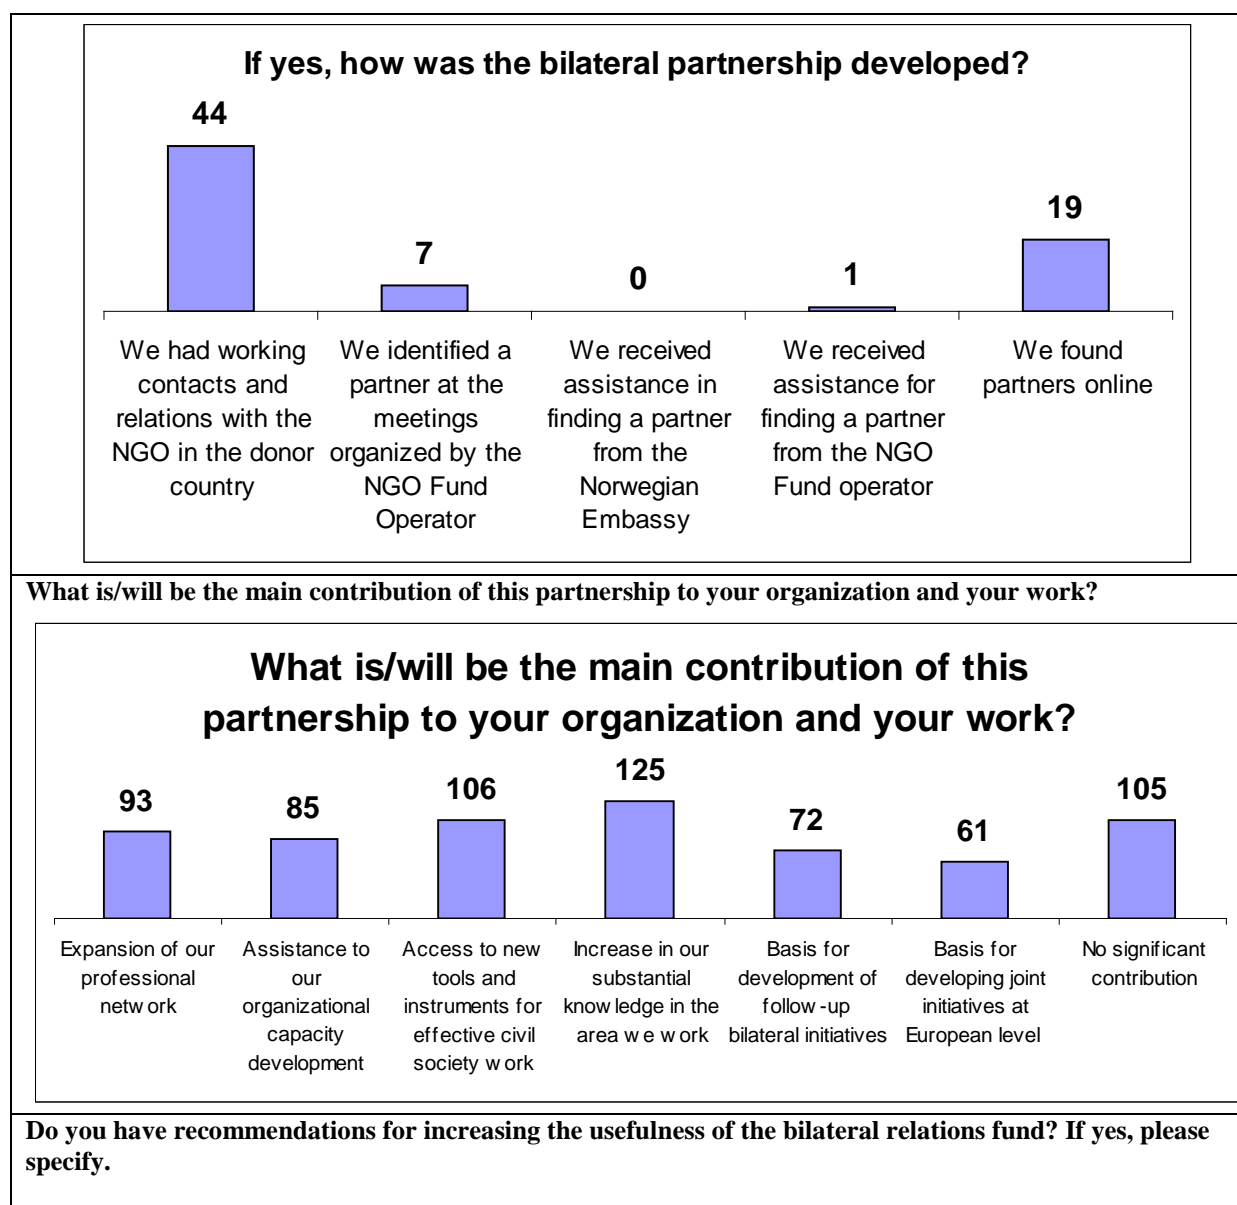 If yes, how was the bilateral partnership developed?
44
7
0
1
19
We had working
contacts and
relations with the
NGO in the donor
country
We identified a
partner at the
meetings
organized by the
NGO Fund
Operator
We received
assistance in
finding a partner
from the
Norwegian
Embassy
We received
assistance for
finding a partner
from the NGO
Fund operator
We found
partners online
What is/will be the main contribution of this partnership to your organization and your work?
What is/will be the main contribution of this
partnership to your organization and your work?
93
85
106
125
72
61
105
Expansion of our
professional
network
Assistance to
our
organizational
capacity
development
Access to new
tools and
instruments for
effective civil
society work
Increase in our
substantial
knowledge in the
area we work
Basis for
development of
follow-up
bilateral initiatives
Basis for
developing joint
initiatives at
European level
No significant
contribution
Do you have recommendations for increasing the usefulness of the bilateral relations fund? If yes, please
specify.